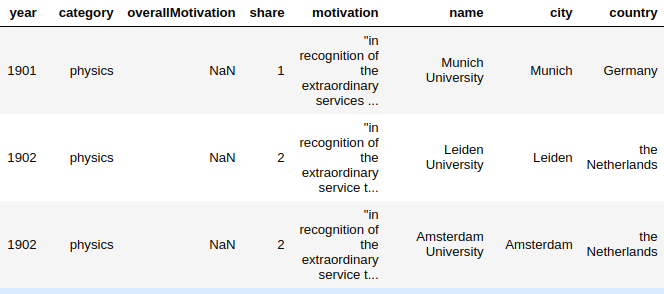 year category overallMotivation share motivation name city country
"in
recognition of
the
extraordinary
services ...
1901 physics NaN 1 Munich University Munich Germany
"in
recognition of
the
extraordinary
service t...
1902 physics NaN 2 Leiden University Leiden the Netherlands
"in
recognition of
the
extraordinary
service t...
1902 physics NaN 2 Amsterdam University Amsterdam the Netherlands